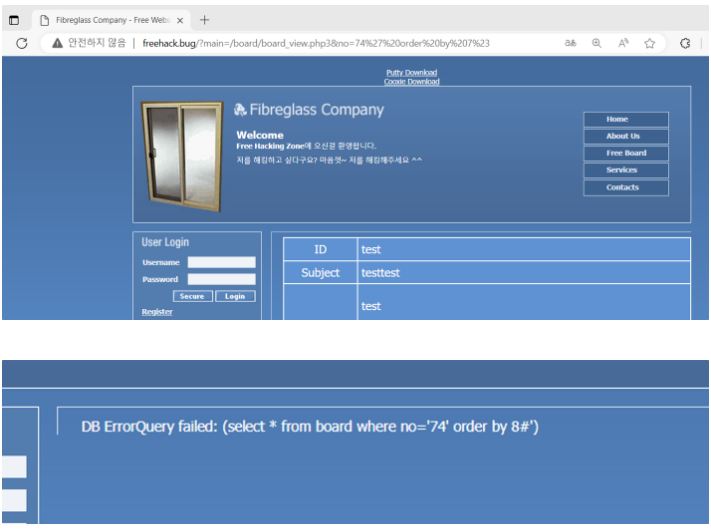 Fibreglass Company - Free Webs
안전하지 않음 | freehack.bug/?main=/board/board_view.php3&no=74%27%20order%20by%207%23
Putty Download
Cooxie Download
Fibreglass Company
Welcome
Free Hacking Zone에 오신걸 환영합니다.
저를 해킹하고 싶다구요? 마음껏~ 저를 해킹해주세요 ^^
Home
About Us
Free Board
Services
Contacts
User Login
Username
Password
Secure Login
Register
ID test
Subject testtest
test
DB ErrorQuery failed: (select * from board where no='74' order by 8#')